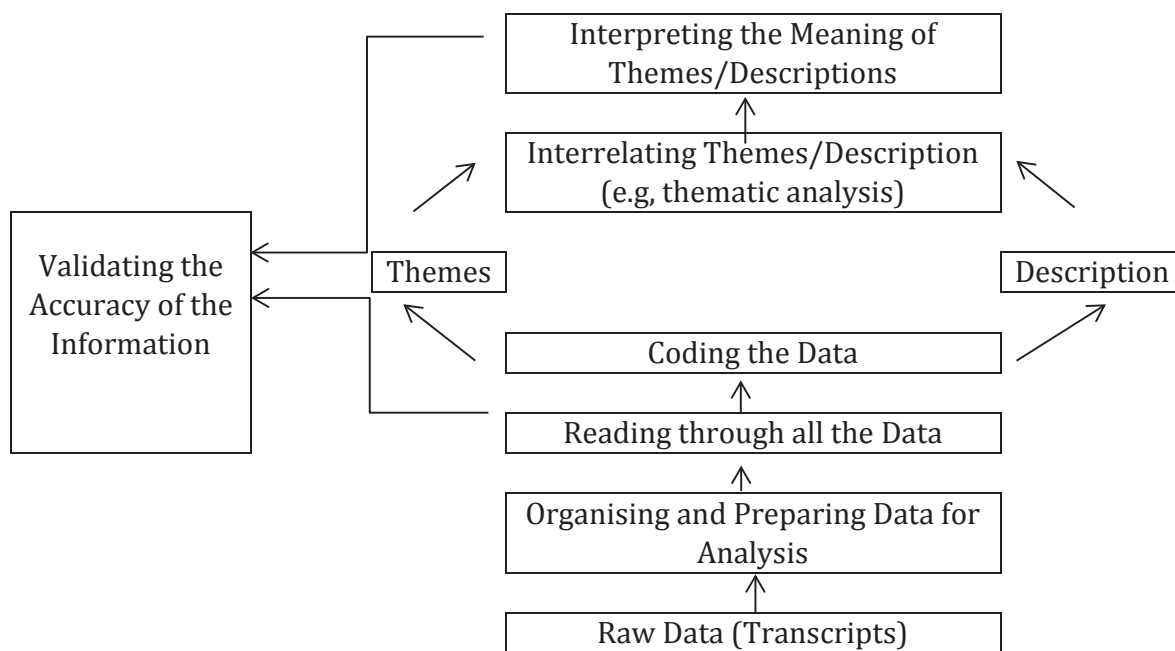 Interpreting the Meaning of
Themes/Descriptions
Interrelating Themes/Description
(e.g, thematic analysis)
Validating the
Accuracy of the
Information
Themes
Description
Coding the Data
Reading through all the Data
Organising and Preparing Data for
Analysis
Raw Data (Transcripts)